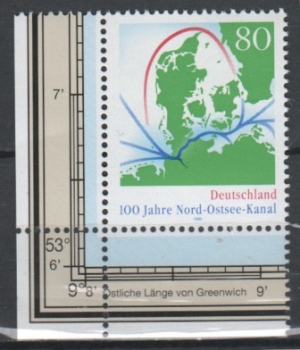 80
7'
Deutschland
100 Jahre Nord-Ostsee-Kanal
53°
6'
9° 8' Östliche Länge von Greenwich 9'